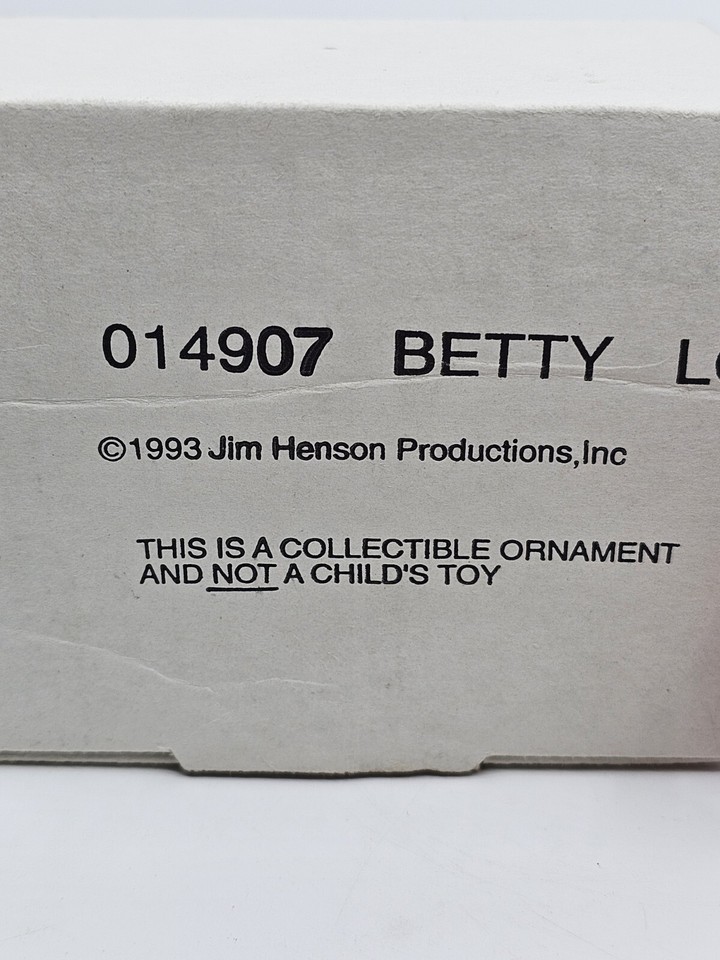 014907 BETTY
©1993 Jim Henson Productions,Inc
THIS IS A COLLECTIBLE ORNAMENT
AND NOT A CHILD'S TOY